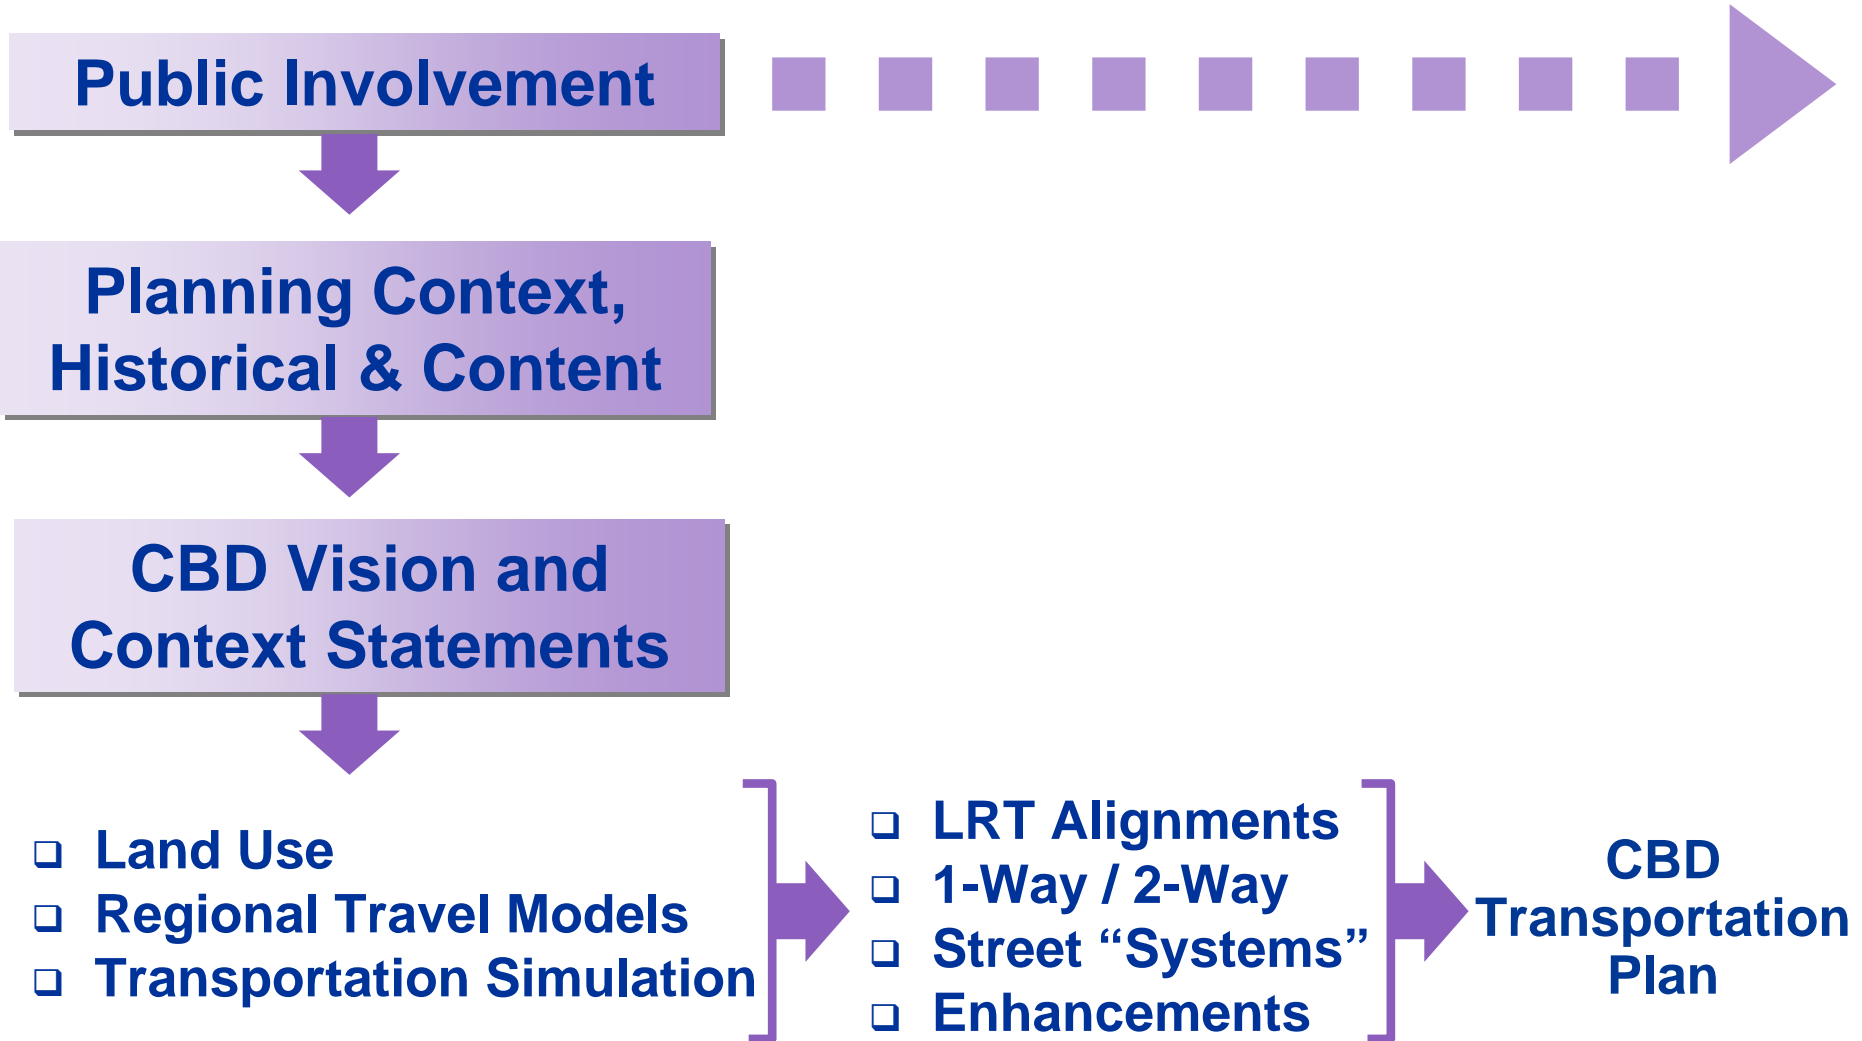 Public Involvement
Planning Context,
Historical & Content
CBD Vision and
Context Statements
❑ Land Use
❑ Regional Travel Models
❑ Transportation Simulation
❑ LRT Alignments
❑ 1-Way / 2-Way
❑ Street “Systems”
❑ Enhancements
CBD
Transportation
Plan